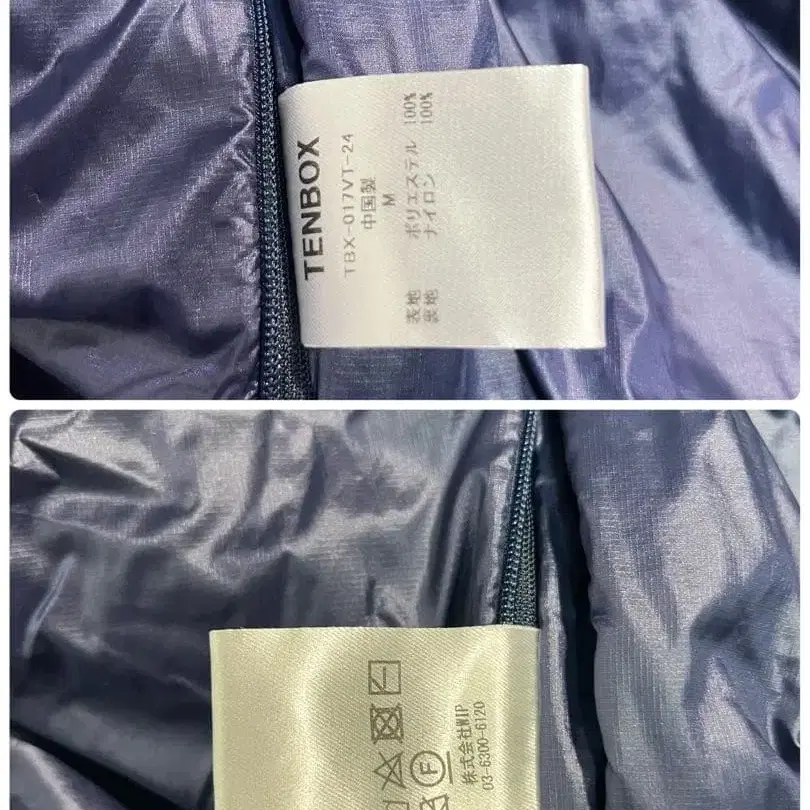 TENBOX
TBX-017VT-24
中国製
M
表地 ポリエステル 100%
裏地 ナイロン 100%
F
株式会社WIP
03-6300-6120